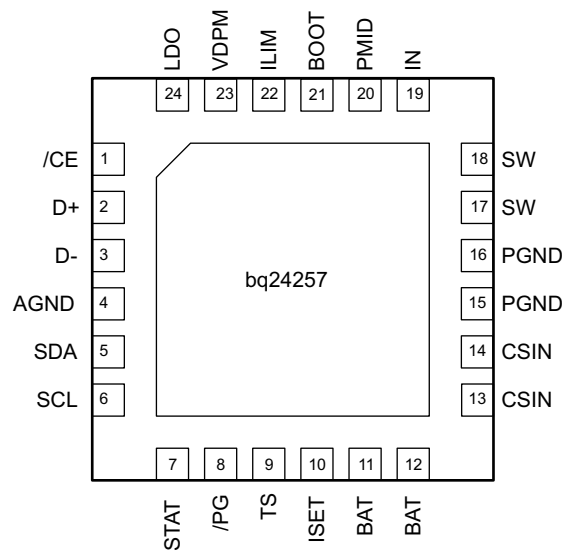 LDO VDPM ILIM BOOT PMID IN
24 23 22 21 20 19
/CE 1 18 SW
D+ 2 17 SW
D- 3 16 PGND
bq24257
AGND 4 15 PGND
SDA 5 14 CSIN
SCL 6 13 CSIN
7 8 9 10 11 12
STAT /PG TS ISET BAT BAT